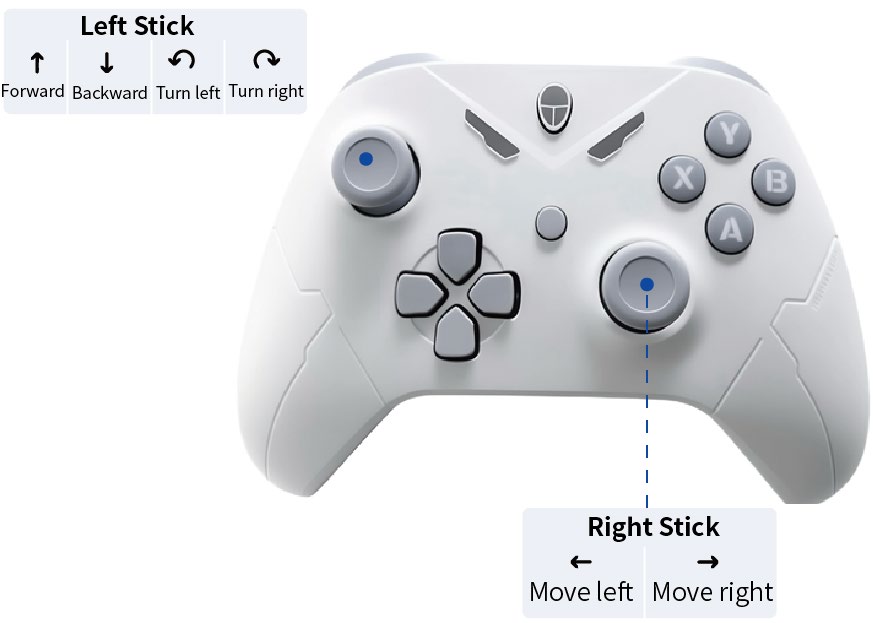 Left Stick
Forward Backward Turn left Turn right
Y
X B
A
Right Stick
Move left Move right